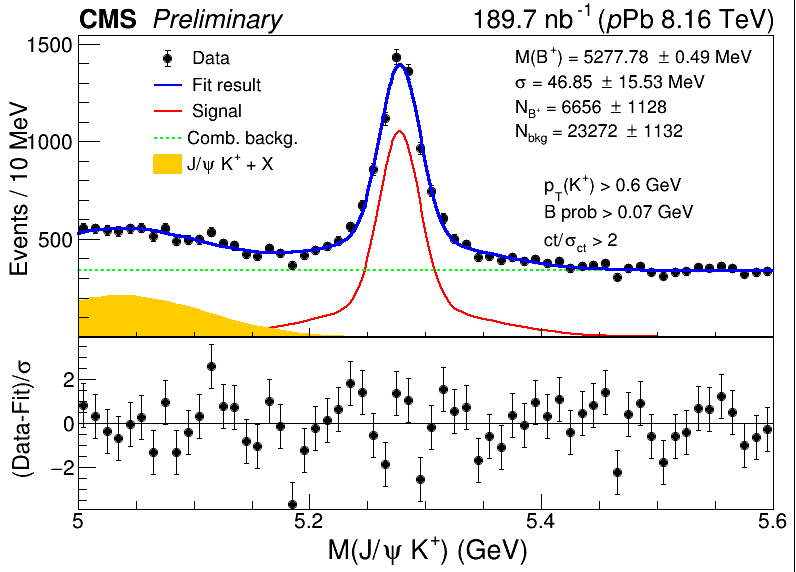 CMS Preliminary 189.7 nb⁻¹ (pPb 8.16 TeV)
Events / 10 MeV
1500
1000
500
Data
Fit result
Signal
Comb. backg.
J/ψ K⁺ + X
M(B⁺) = 5277.78 ± 0.49 MeV
σ = 46.85 ± 15.53 MeV
N_B⁺ = 6656 ± 1128
N_bkg = 23272 ± 1132
p_T(K⁺) > 0.6 GeV
B prob > 0.07 GeV
ct/σ_ct > 2
(Data-Fit)/σ
2
0
−2
5 5.2 5.4 5.6
M(J/ψ K⁺) (GeV)